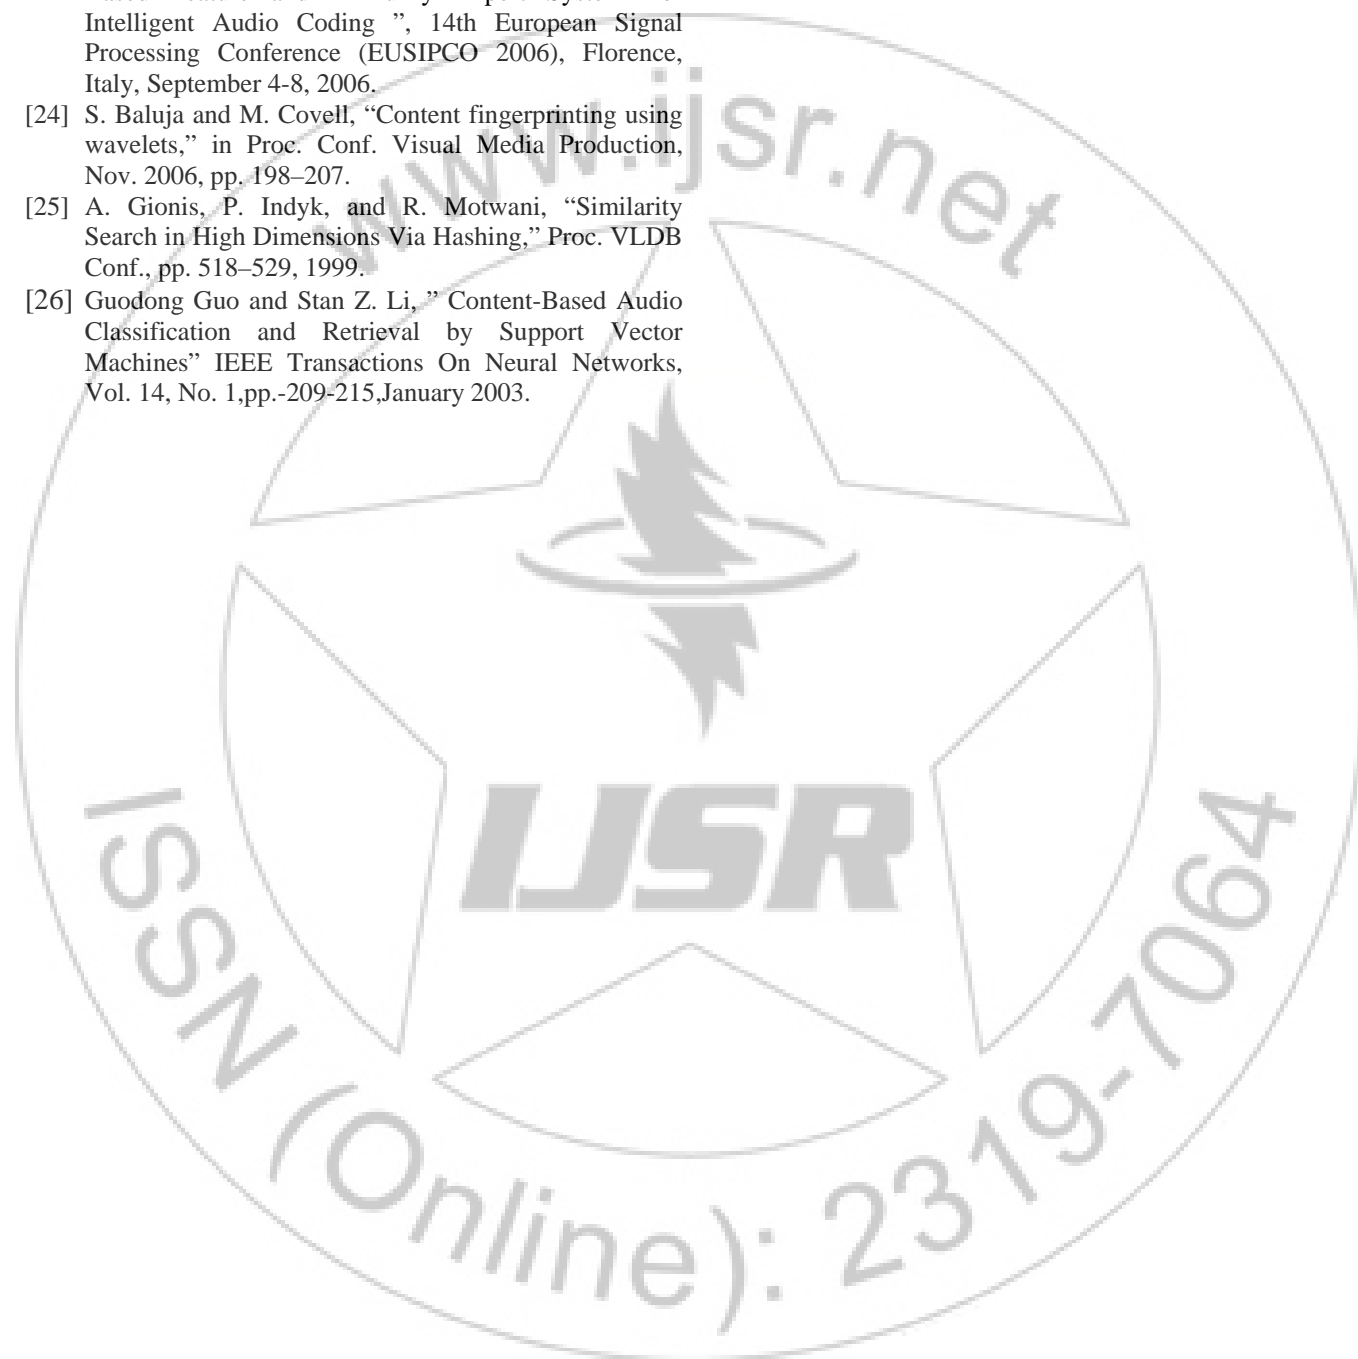 Intelligent Audio Coding ”, 14th European Signal
Processing Conference (EUSIPCO 2006), Florence,
Italy, September 4-8, 2006.
[24] S. Baluja and M. Covell, “Content fingerprinting using
wavelets,” in Proc. Conf. Visual Media Production,
Nov. 2006, pp. 198–207.
[25] A. Gionis, P. Indyk, and R. Motwani, “Similarity
Search in High Dimensions Via Hashing,” Proc. VLDB
Conf., pp. 518–529, 1999.
[26] Guodong Guo and Stan Z. Li, ” Content-Based Audio
Classification and Retrieval by Support Vector
Machines” IEEE Transactions On Neural Networks,
Vol. 14, No. 1,pp.-209-215,January 2003.
www.ijsr.net
IJSR
ISSN (Online): 2319-7064